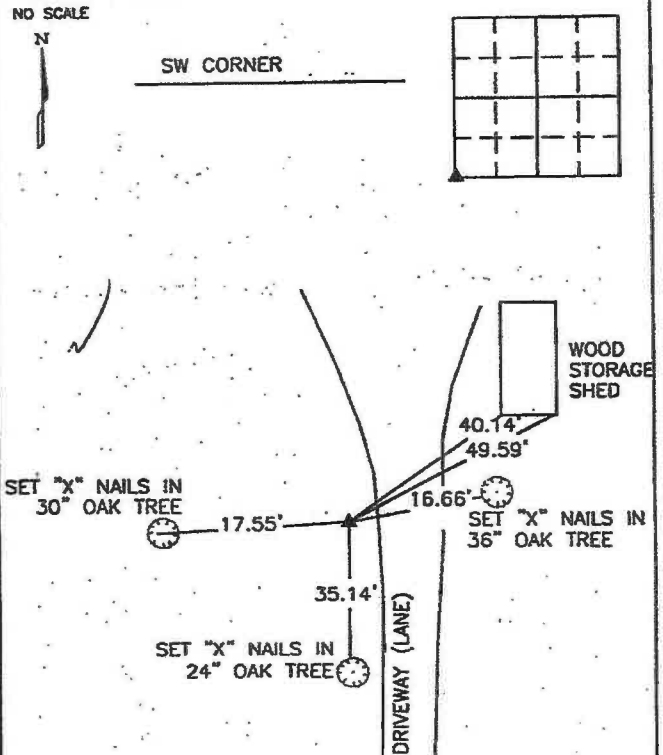 NO SCALE
N
SW CORNER
WOOD
STORAGE
SHED
40.14'
49.59'
16.66'
SET "X" NAILS IN
36" OAK TREE
SET "X" NAILS IN
30" OAK TREE
17.55'
35.14'
SET "X" NAILS IN
24" OAK TREE
DRIVEWAY (LANE)